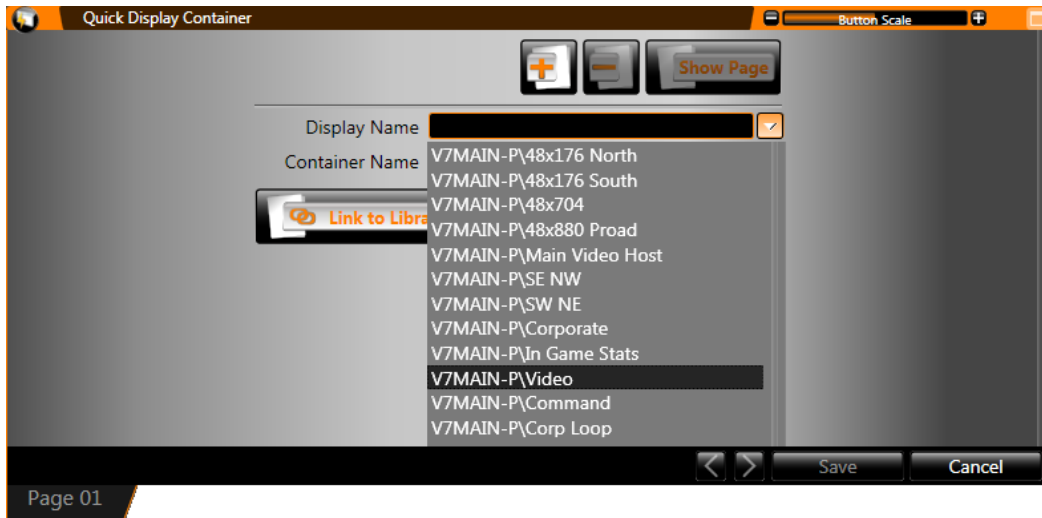 Quick Display Container
Button Scale
Show Page
Display Name
Container Name
V7MAIN-P\48x176 North
V7MAIN-P\48x176 South
V7MAIN-P\48x704
V7MAIN-P\48x880 Proad
V7MAIN-P\Main Video Host
V7MAIN-P\SE NW
V7MAIN-P\SW NE
V7MAIN-P\Corporate
V7MAIN-P\In Game Stats
V7MAIN-P\Video
V7MAIN-P\Command
V7MAIN-P\Corp Loop
Link to Libra
Save
Cancel
Page 01